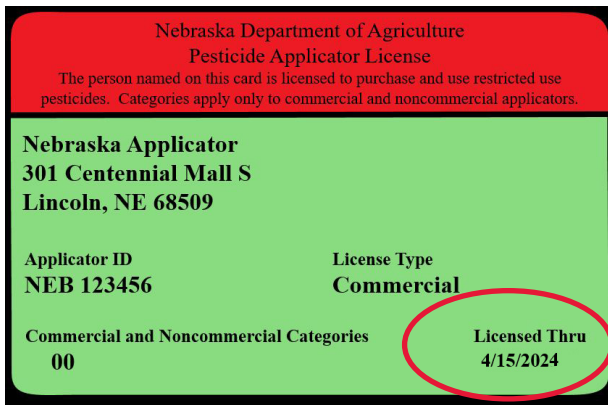 Nebraska Department of Agriculture
Pesticide Applicator License
The person named on this card is licensed to purchase and use restricted use
pesticides. Categories apply only to commercial and noncommercial applicators.
Nebraska Applicator
301 Centennial Mall S
Lincoln, NE 68509
Applicator ID
License Type
NEB 123456
Commercial
Commercial and Noncommercial Categories
Licensed Thru
00
4/15/2024